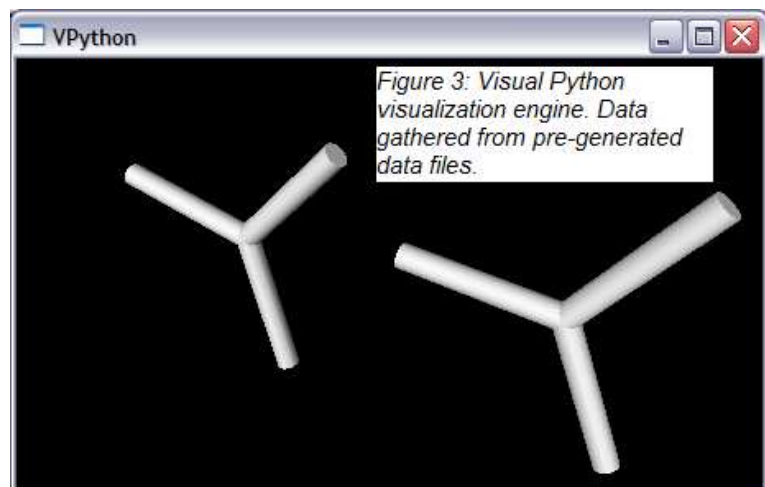 VPython
Figure 3: Visual Python
visualization engine. Data
gathered from pre-generated
data files.